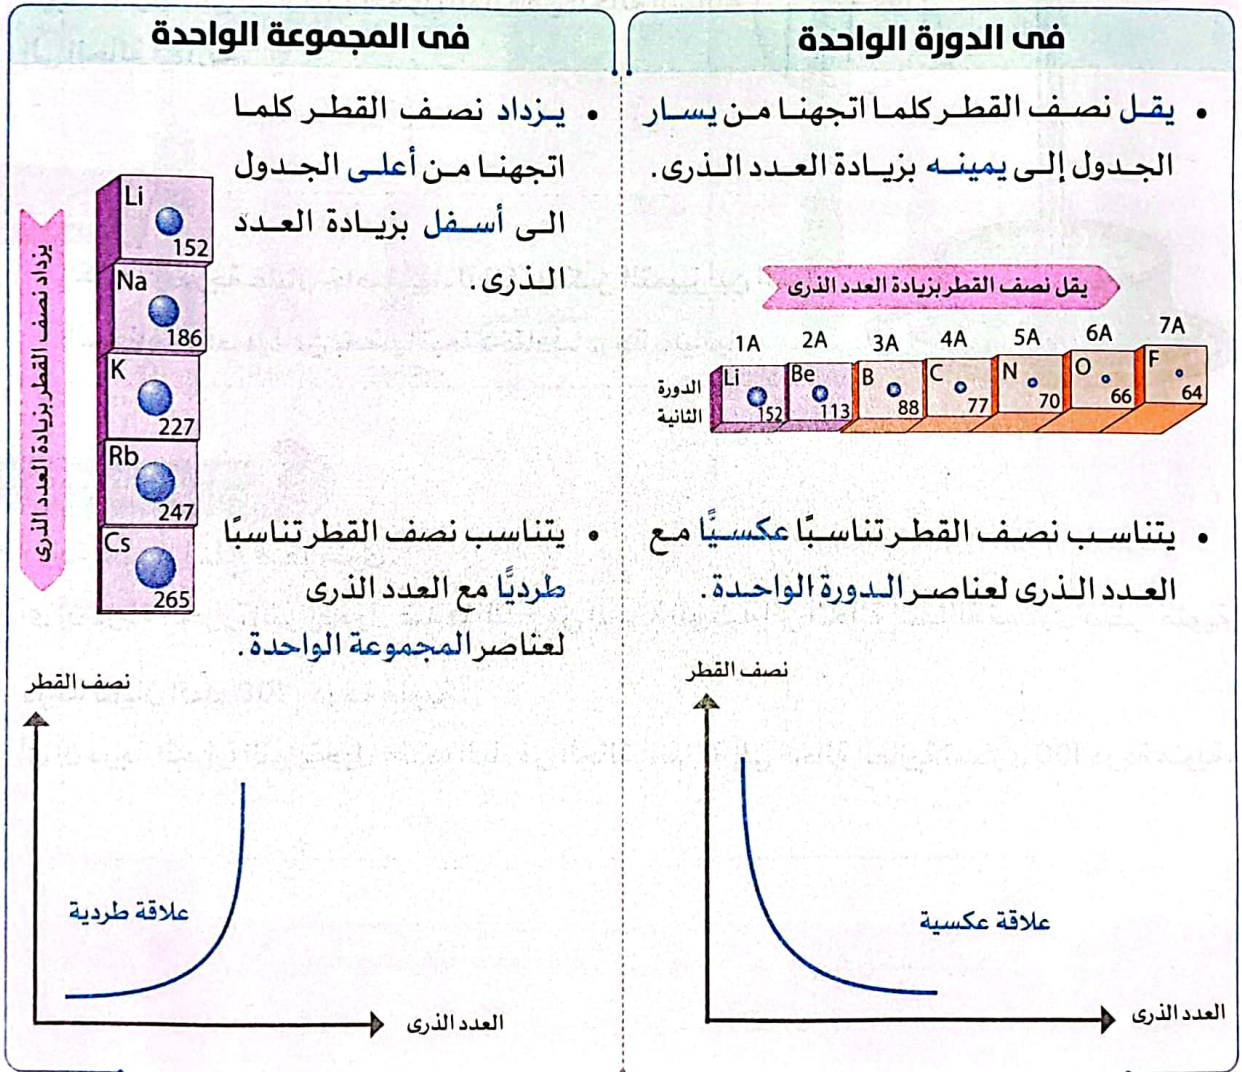 فى الدورة الواحدة
• يقل نصف القطر كلما اتجهنا من يسار
الجدول إلى يمينه بزيادة العدد الذرى.
يقل نصف القطر بزيادة العدد الذرى
1A 2A 3A 4A 5A 6A 7A
الدورة
الثانية
Li Be B C N O F
152 113 88 77 70 66 64
• يتناسب نصف القطر تناسبًا عكسيًّا مع
العدد الذرى لعناصر الدورة الواحدة.
نصف القطر
علاقة عكسية
العدد الذرى
فى المجموعة الواحدة
• يزداد نصف القطر كلما
اتجهنا من أعلى الجدول
الى أسفل بزيادة العدد
الذرى.
يزداد نصف القطر بزيادة العدد الذرى
Li
152
Na
186
K
227
Rb
247
Cs
265
• يتناسب نصف القطر تناسبًا
طرديًّا مع العدد الذرى
لعناصر المجموعة الواحدة.
نصف القطر
علاقة طردية
العدد الذرى